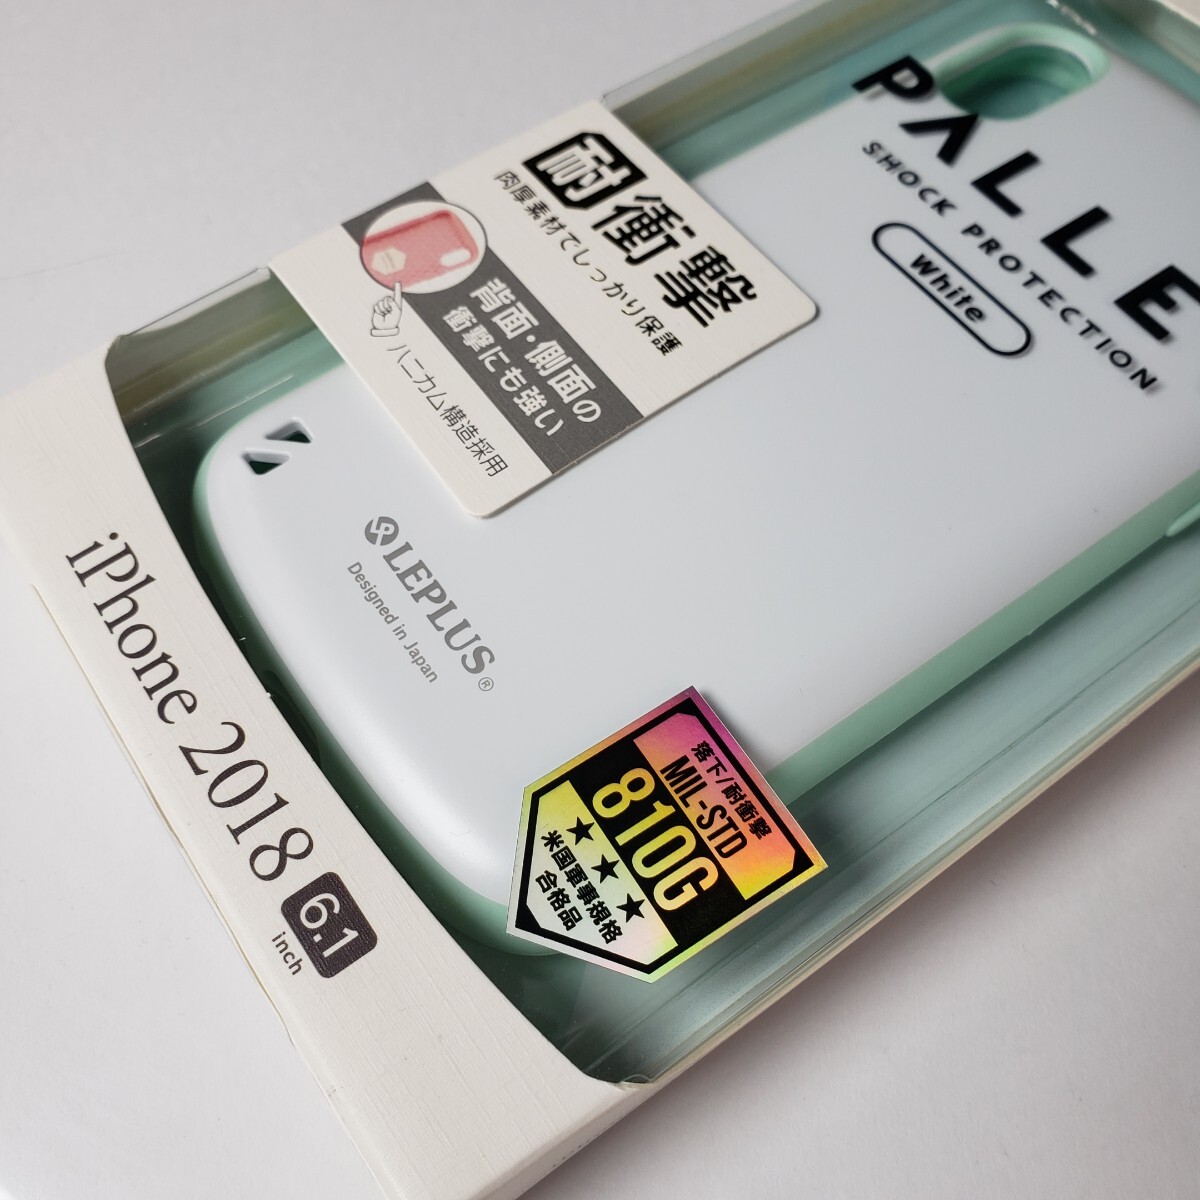 PALLE
SHOCK PROTECTION
White
耐衝撃
肉厚素材でしっかり保護
背面・側面の
衝撃にも強い
ハニカム構造採用
LEPLUS®
Designed in Japan
落下/耐衝撃
MIL-STD
810G
米国軍事規格
合格品
iPhone 2018 6.1
inch